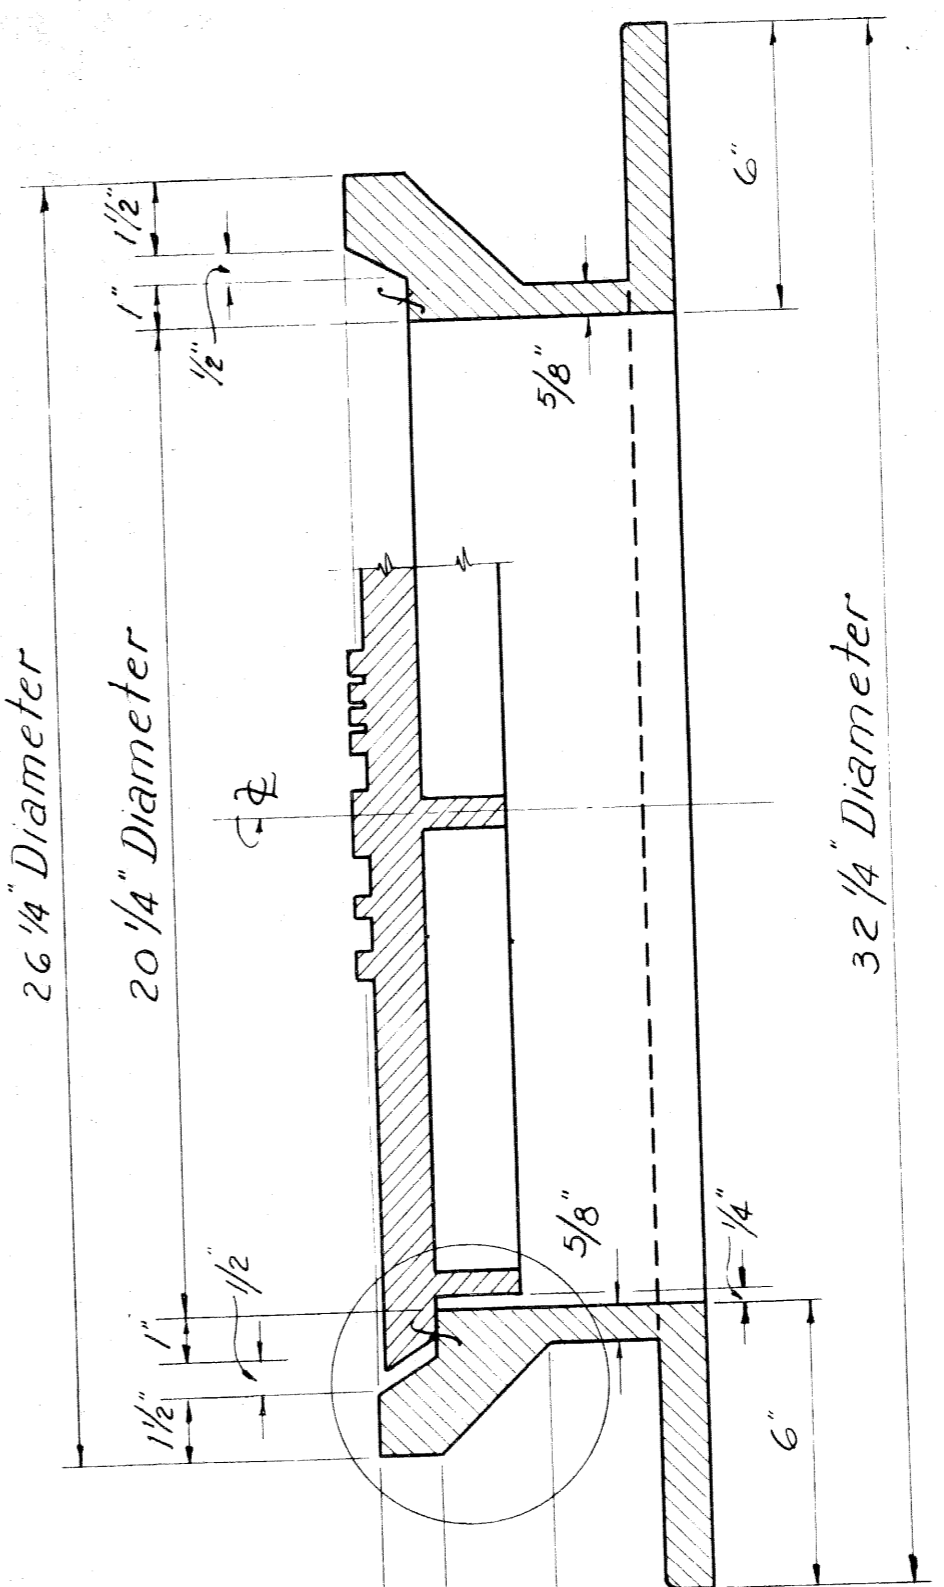 26 1/4" Diameter
20 1/4" Diameter
32 1/4" Diameter
1 1/2"
1"
1/2"
6"
5/8"
f
℄
5/8"
1/4"
1/2"
1"
1 1/2"
f
6"